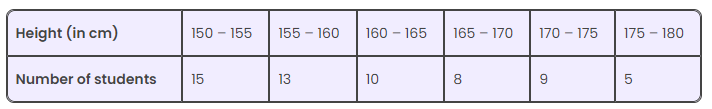 Height (in cm) 150 – 155 155 – 160 160 – 165 165 – 170 170 – 175 175 – 180
Number of students 15 13 10 8 9 5